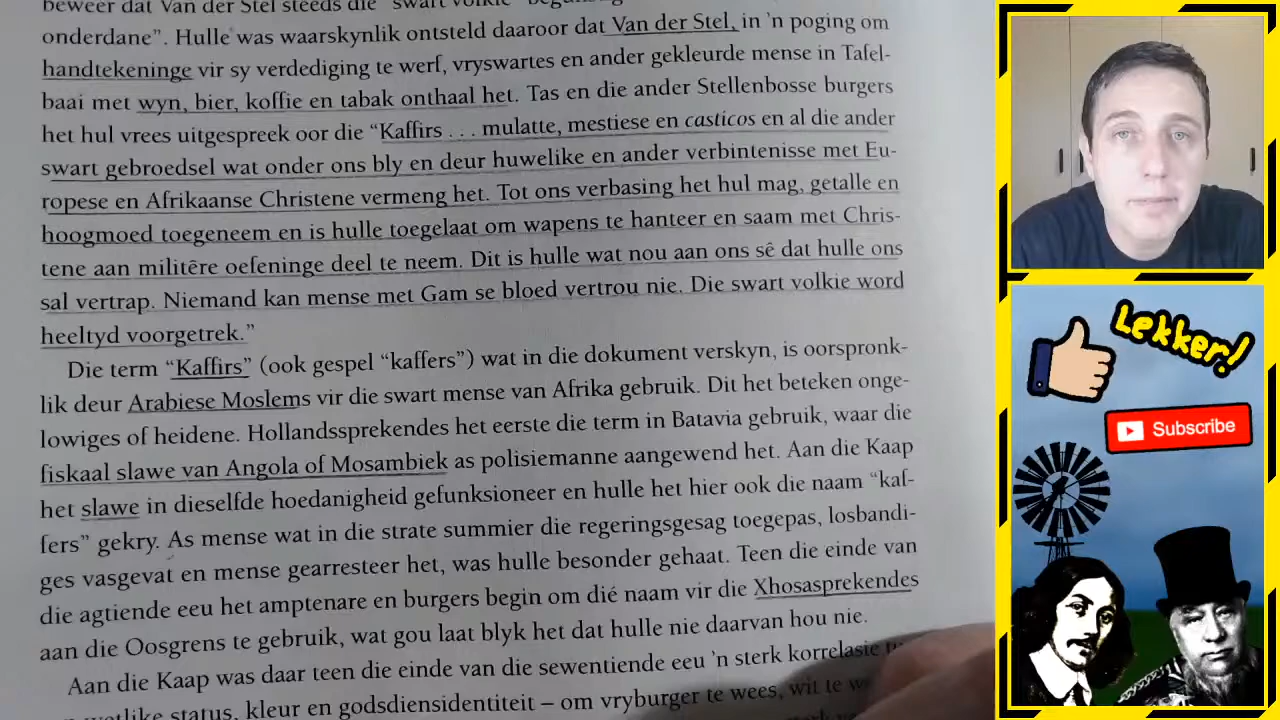 beweer dat Van der Stel steeds die "swart volkie"
onderdane". Hulle was waarskynlik ontsteld daaroor dat Van der Stel, in 'n poging om
handtekeninge vir sy verdediging te werf, vryswartes en ander gekleurde mense in Tafel-
baai met wyn, bier, koffie en tabak onthaal het. Tas en die ander Stellenbosse burgers
het hul vrees uitgespreek oor die "Kaffirs . . . mulatte, mestiese en casticos en al die ander
swart gebroedsel wat onder ons bly en deur huwelike en ander verbintenisse met Eu-
ropese en Afrikaanse Christene vermeng het. Tot ons verbasing het hul mag, getalle en
hoogmoed toegeneem en is hulle toegelaat om wapens te hanteer en saam met Chris-
tene aan militêre oefeninge deel te neem. Dit is hulle wat nou aan ons sê dat hulle ons
sal vertrap. Niemand kan mense met Gam se bloed vertrou nie. Die swart volkie word
heeltyd voorgetrek."
Die term "Kaffirs" (ook gespel "kaffers") wat in die dokument verskyn, is oorspronk-
lik deur Arabiese Moslems vir die swart mense van Afrika gebruik. Dit het beteken onge-
lowiges of heidene. Hollandssprekendes het eerste die term in Batavia gebruik, waar die
fiskaal slawe van Angola of Mosambiek as polisiemanne aangewend het. Aan die Kaap
het slawe in dieselfde hoedanigheid gefunksioneer en hulle het hier ook die naam "kaf-
fers" gekry. As mense wat in die strate summier die regeringsgesag toegepas, losbandi-
ges vasgevat en mense gearresteer het, was hulle besonder gehaat. Teen die einde van
die agtiende eeu het amptenare en burgers begin om dié naam vir die Xhosasprekendes
aan die Oosgrens te gebruik, wat gou laat blyk het dat hulle nie daarvan hou nie.
Aan die Kaap was daar teen die einde van die sewentiende eeu 'n sterk korrelasie
wetlike status, kleur en godsdiensidentiteit – om vryburger te wees, wit te
Lekker!
Subscribe